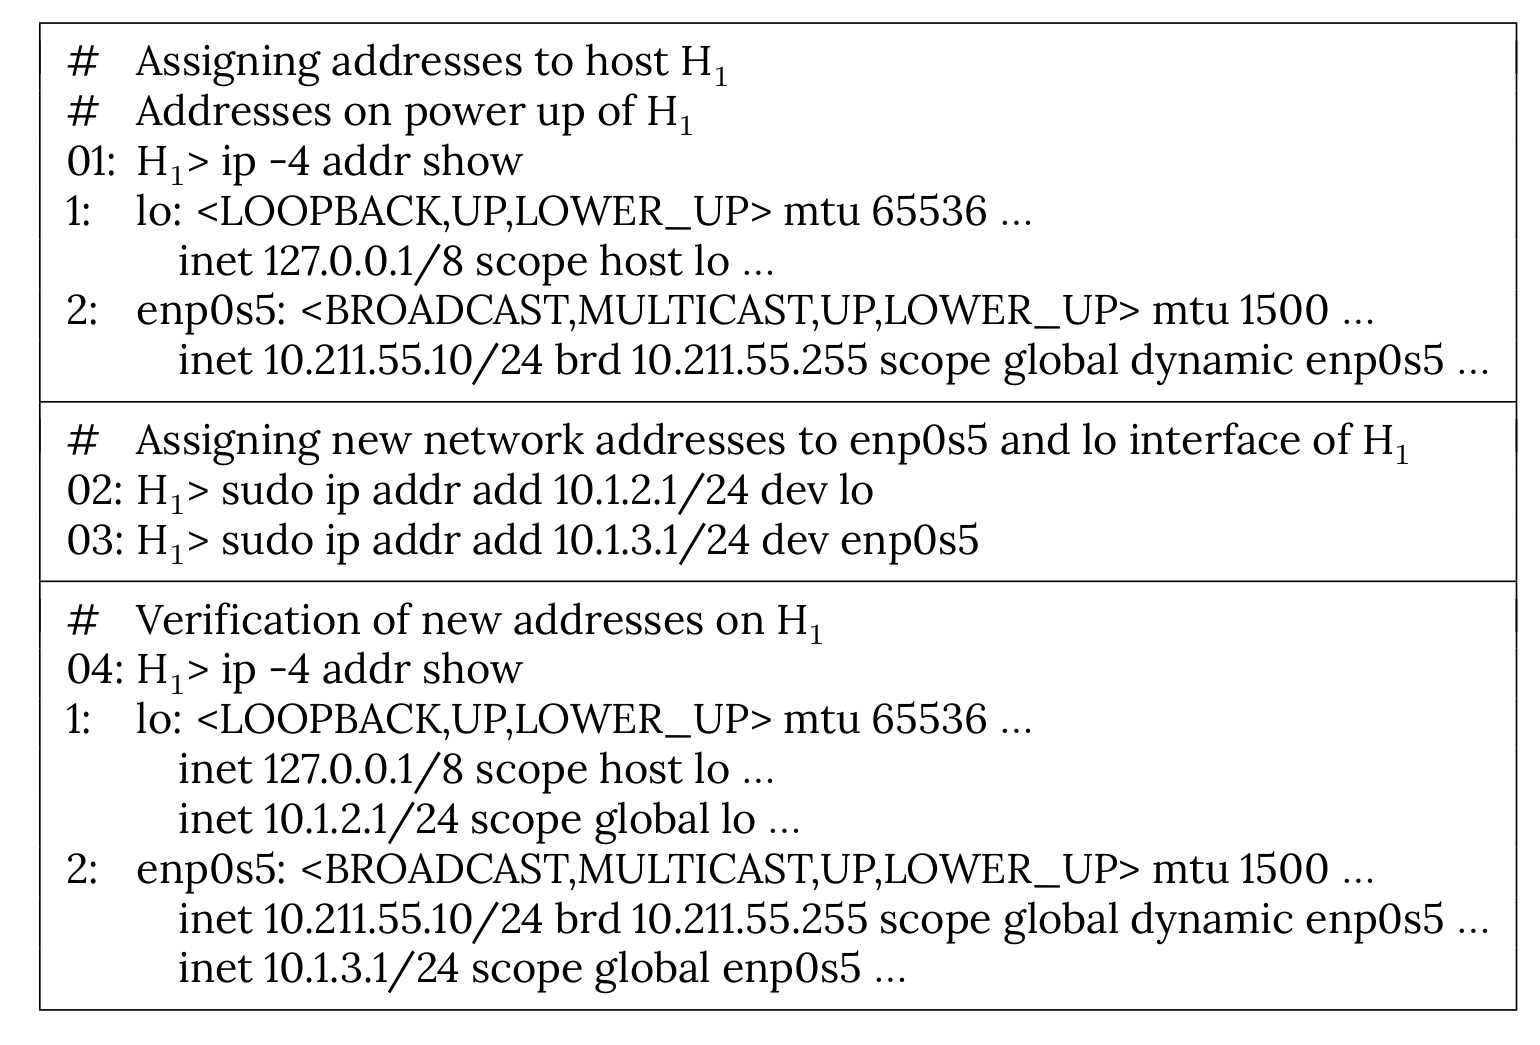 # Assigning addresses to host H₁
# Addresses on power up of H₁
01: H₁> ip -4 addr show
1: lo: <LOOPBACK,UP,LOWER_UP> mtu 65536 ...
inet 127.0.0.1/8 scope host lo ...
2: enp0s5: <BROADCAST,MULTICAST,UP,LOWER_UP> mtu 1500 ...
inet 10.211.55.10/24 brd 10.211.55.255 scope global dynamic enp0s5 ...
# Assigning new network addresses to enp0s5 and lo interface of H₁
02: H₁> sudo ip addr add 10.1.2.1/24 dev lo
03: H₁> sudo ip addr add 10.1.3.1/24 dev enp0s5
# Verification of new addresses on H₁
04: H₁> ip -4 addr show
1: lo: <LOOPBACK,UP,LOWER_UP> mtu 65536 ...
inet 127.0.0.1/8 scope host lo ...
inet 10.1.2.1/24 scope global lo ...
2: enp0s5: <BROADCAST,MULTICAST,UP,LOWER_UP> mtu 1500 ...
inet 10.211.55.10/24 brd 10.211.55.255 scope global dynamic enp0s5 ...
inet 10.1.3.1/24 scope global enp0s5 ...